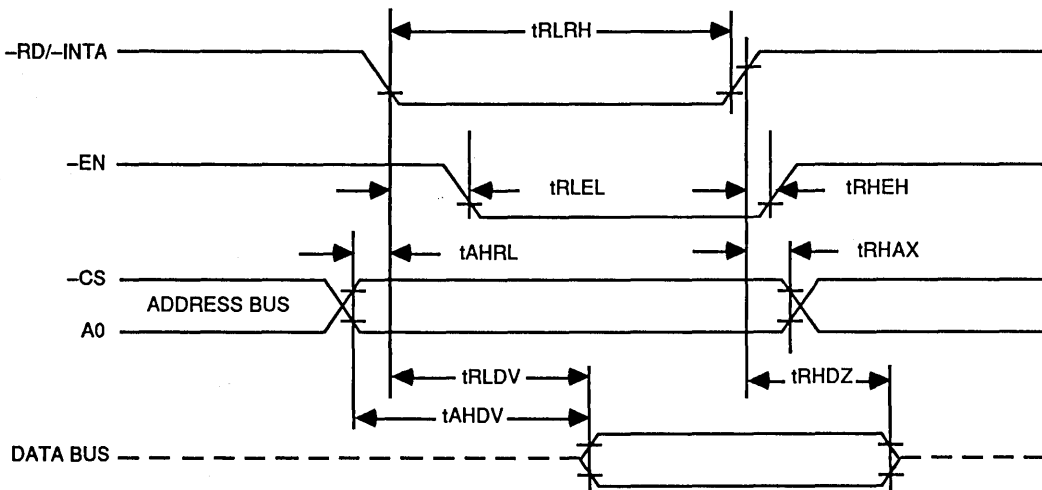 tRLRH
–RD/–INTA
–EN
tRLEL
tRHEH
tAHRL
tRHAX
–CS
ADDRESS BUS
A0
tRLDV
tRHDZ
tAHDV
DATA BUS